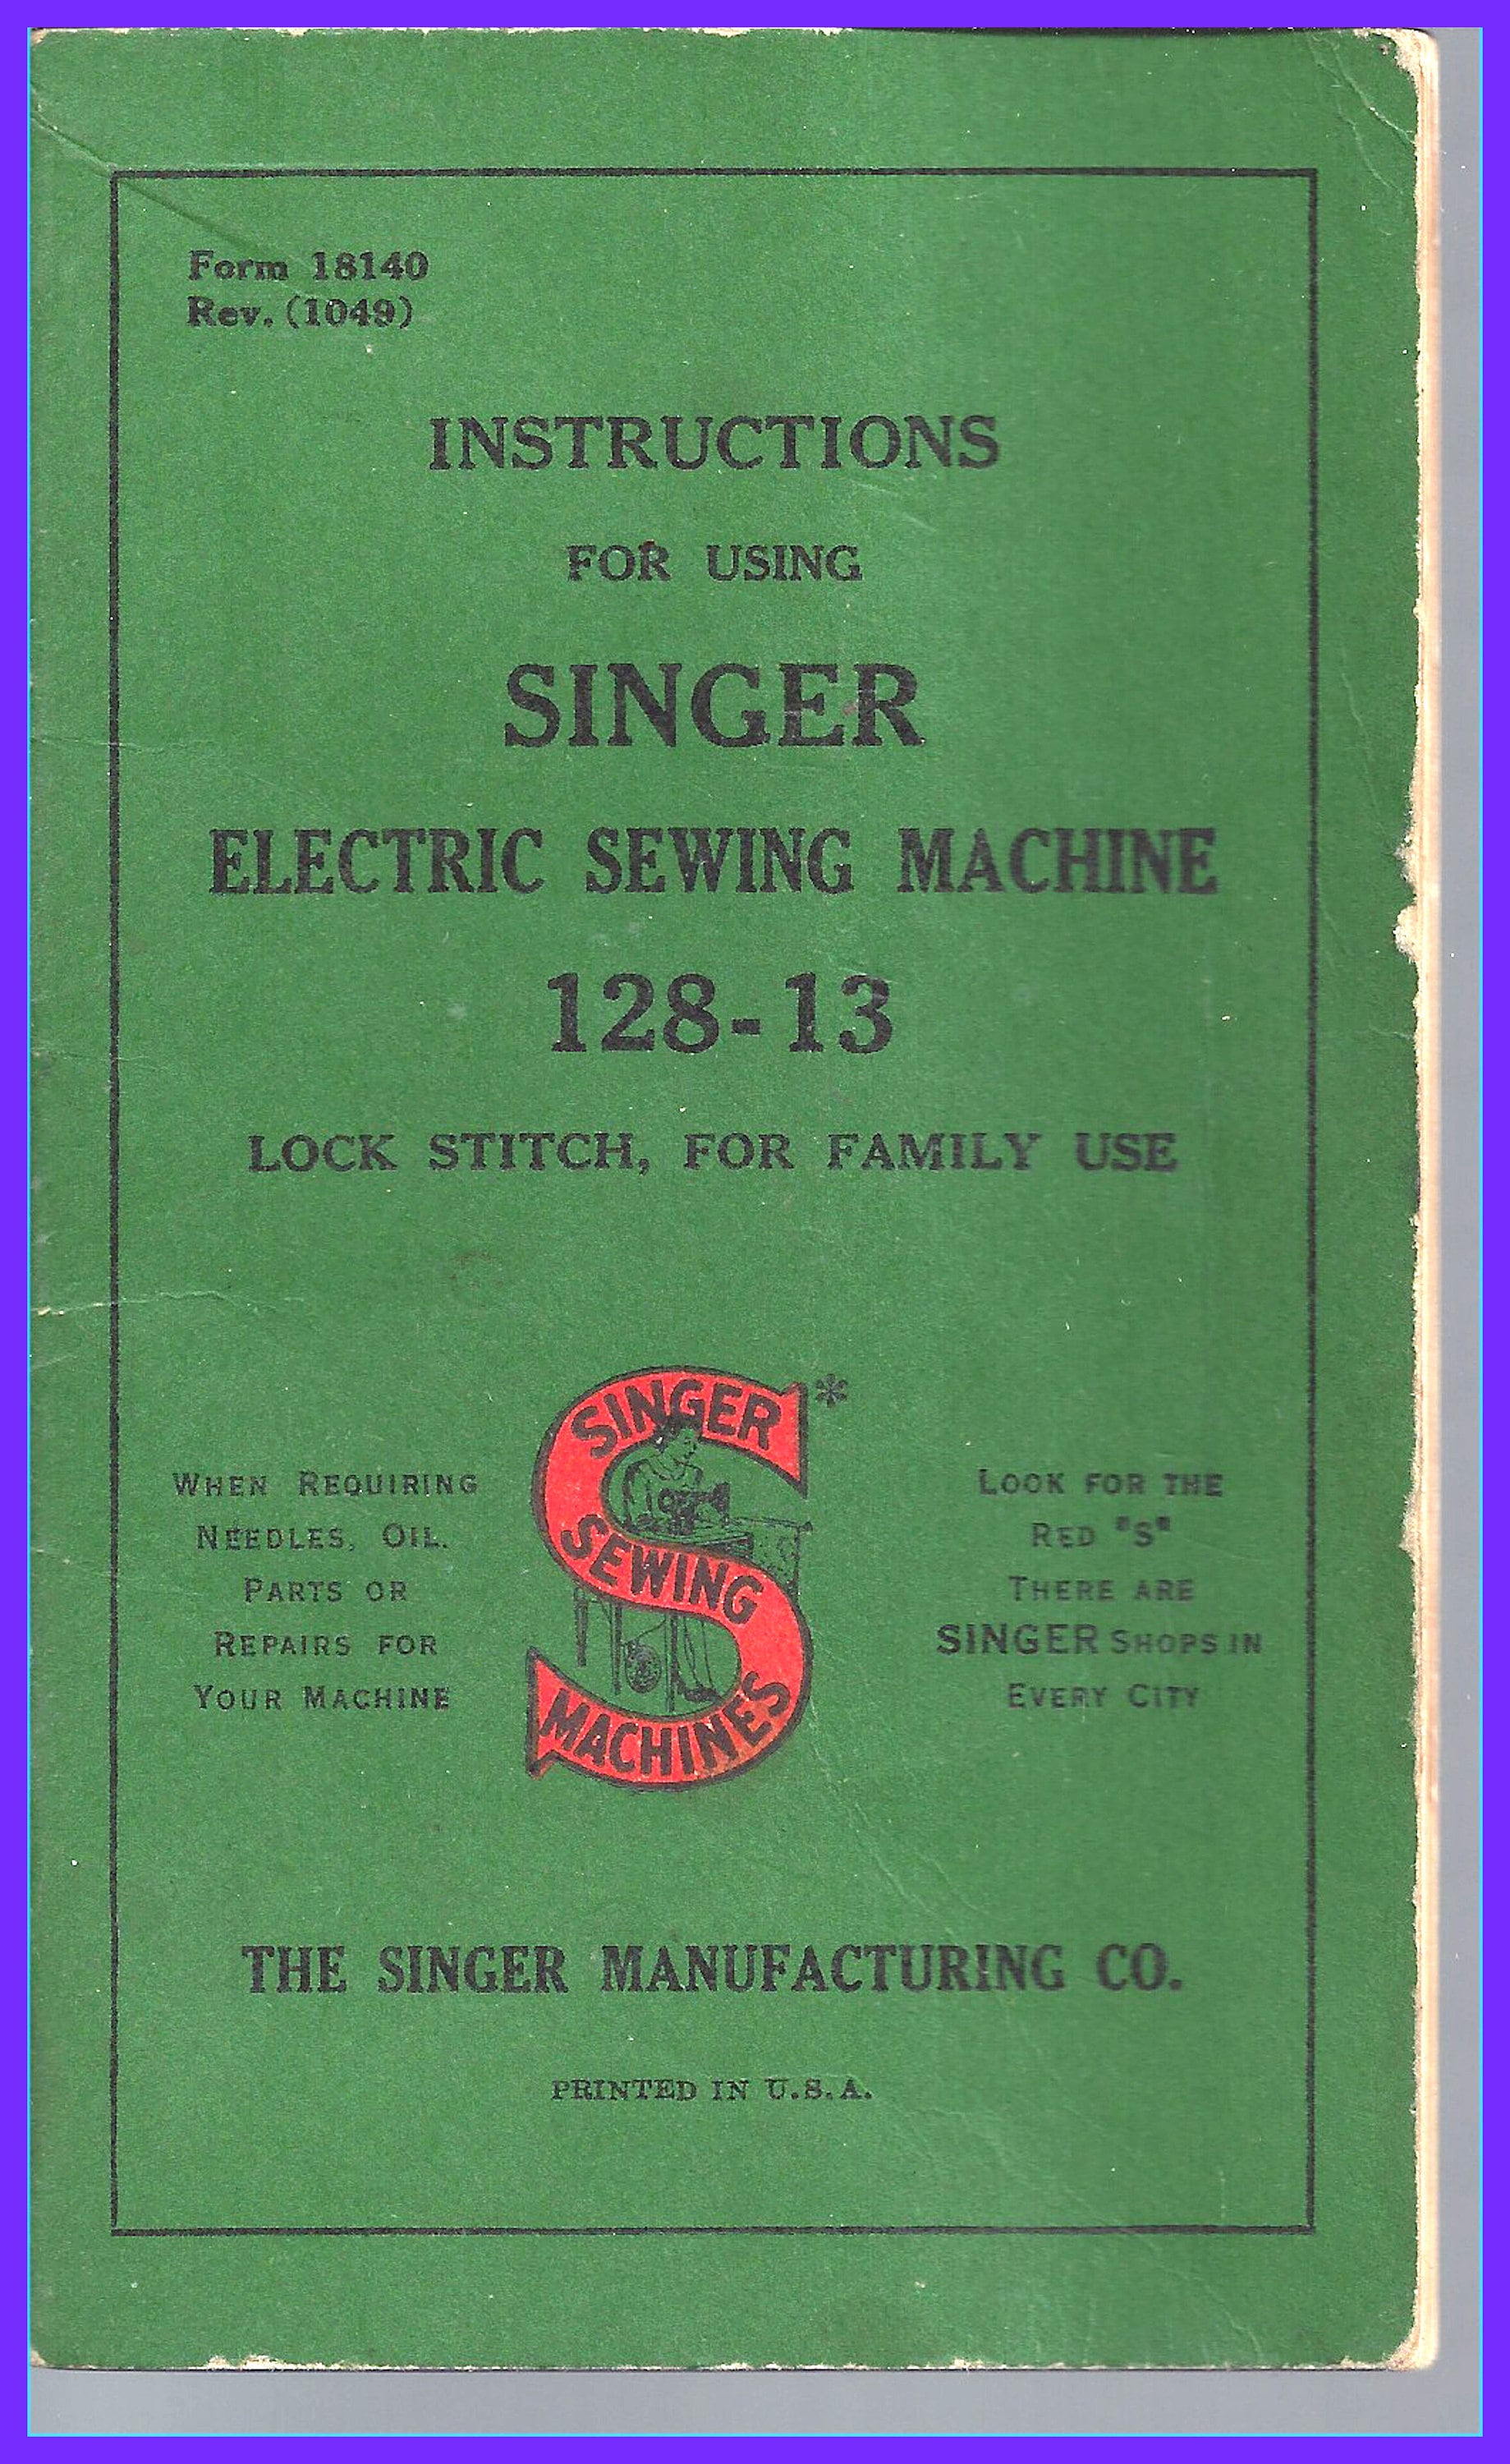 Form 18140
Rev. (1049)
INSTRUCTIONS
FOR USING
SINGER
ELECTRIC SEWING MACHINE
128-13
LOCK STITCH, FOR FAMILY USE
WHEN REQUIRING
NEEDLES, OIL.
PARTS OR
REPAIRS FOR
YOUR MACHINE
SINGER *
SEWING
MACHINES
LOOK FOR THE
RED "S"
THERE ARE
SINGER SHOPS IN
EVERY CITY
THE SINGER MANUFACTURING CO.
PRINTED IN U.S.A.